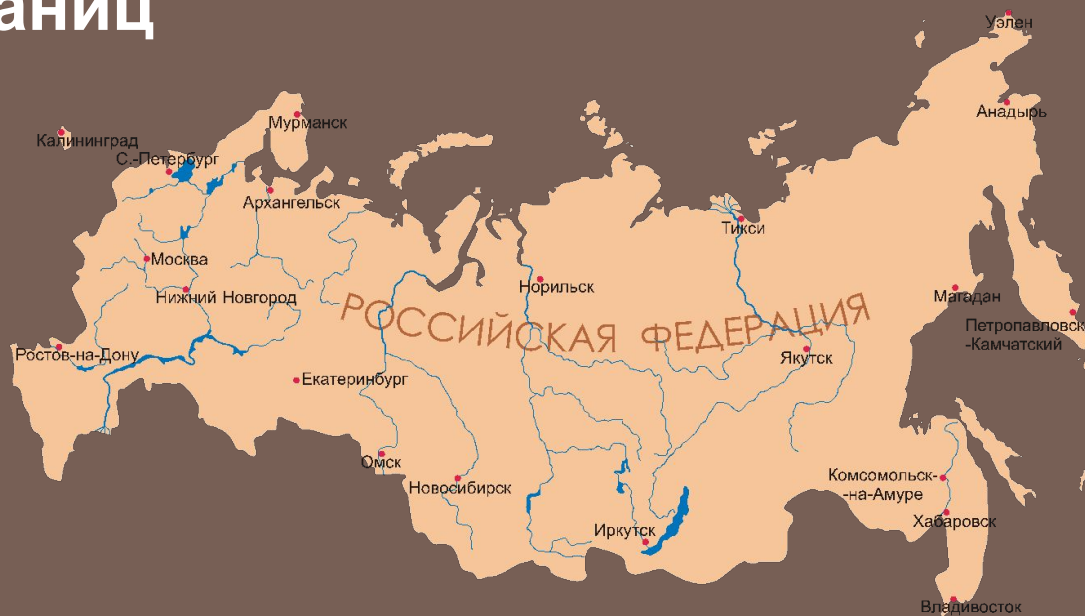 аниц
Уэлен
Анадырь
Мурманск
Калининград
С.-Петербург
Архангельск
Тикси
Москва
Норильск
Нижний Новгород
Магадан
РОССИЙСКАЯ ФЕДЕРАЦИЯ
Петропавловск
-Камчатский
Ростов-на-Дону
Якутск
Екатеринбург
Омск
Новосибирск
Комсомольск-
-на-Амуре
Хабаровск
Иркутск
Владивосток